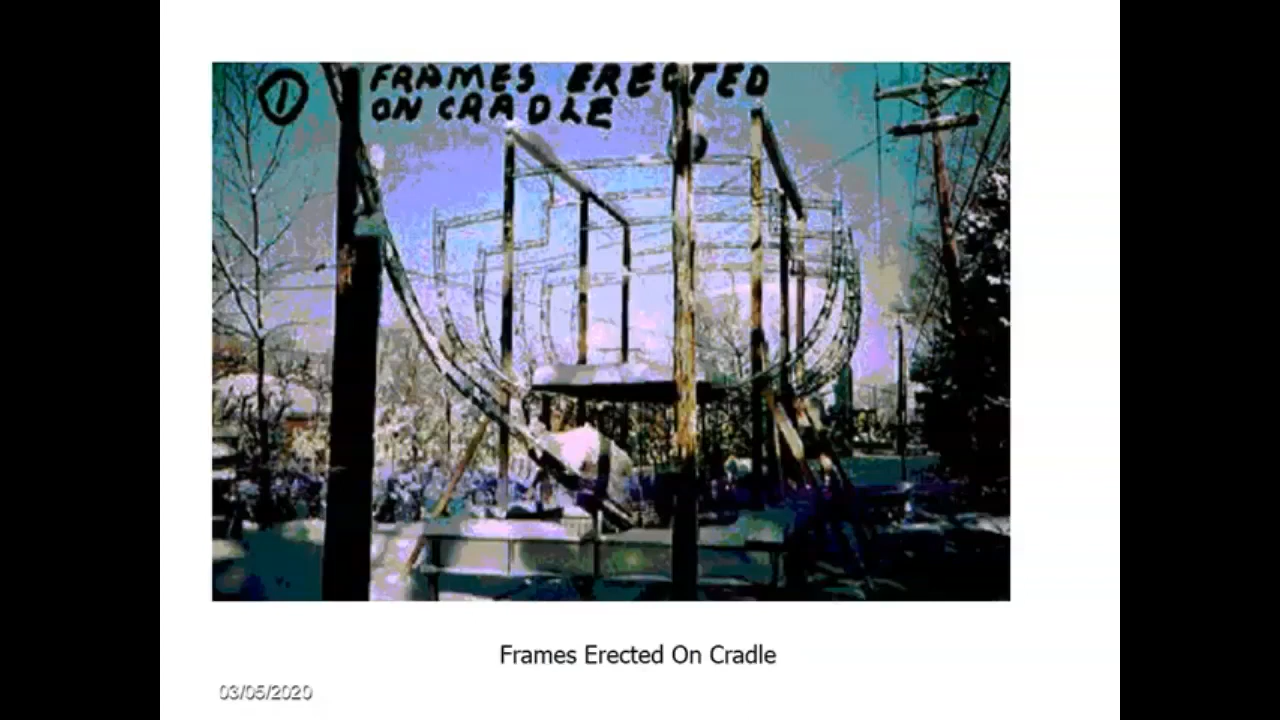 ① FRAMES ERECTED
ON CRADLE
Frames Erected On Cradle
03/05/2020